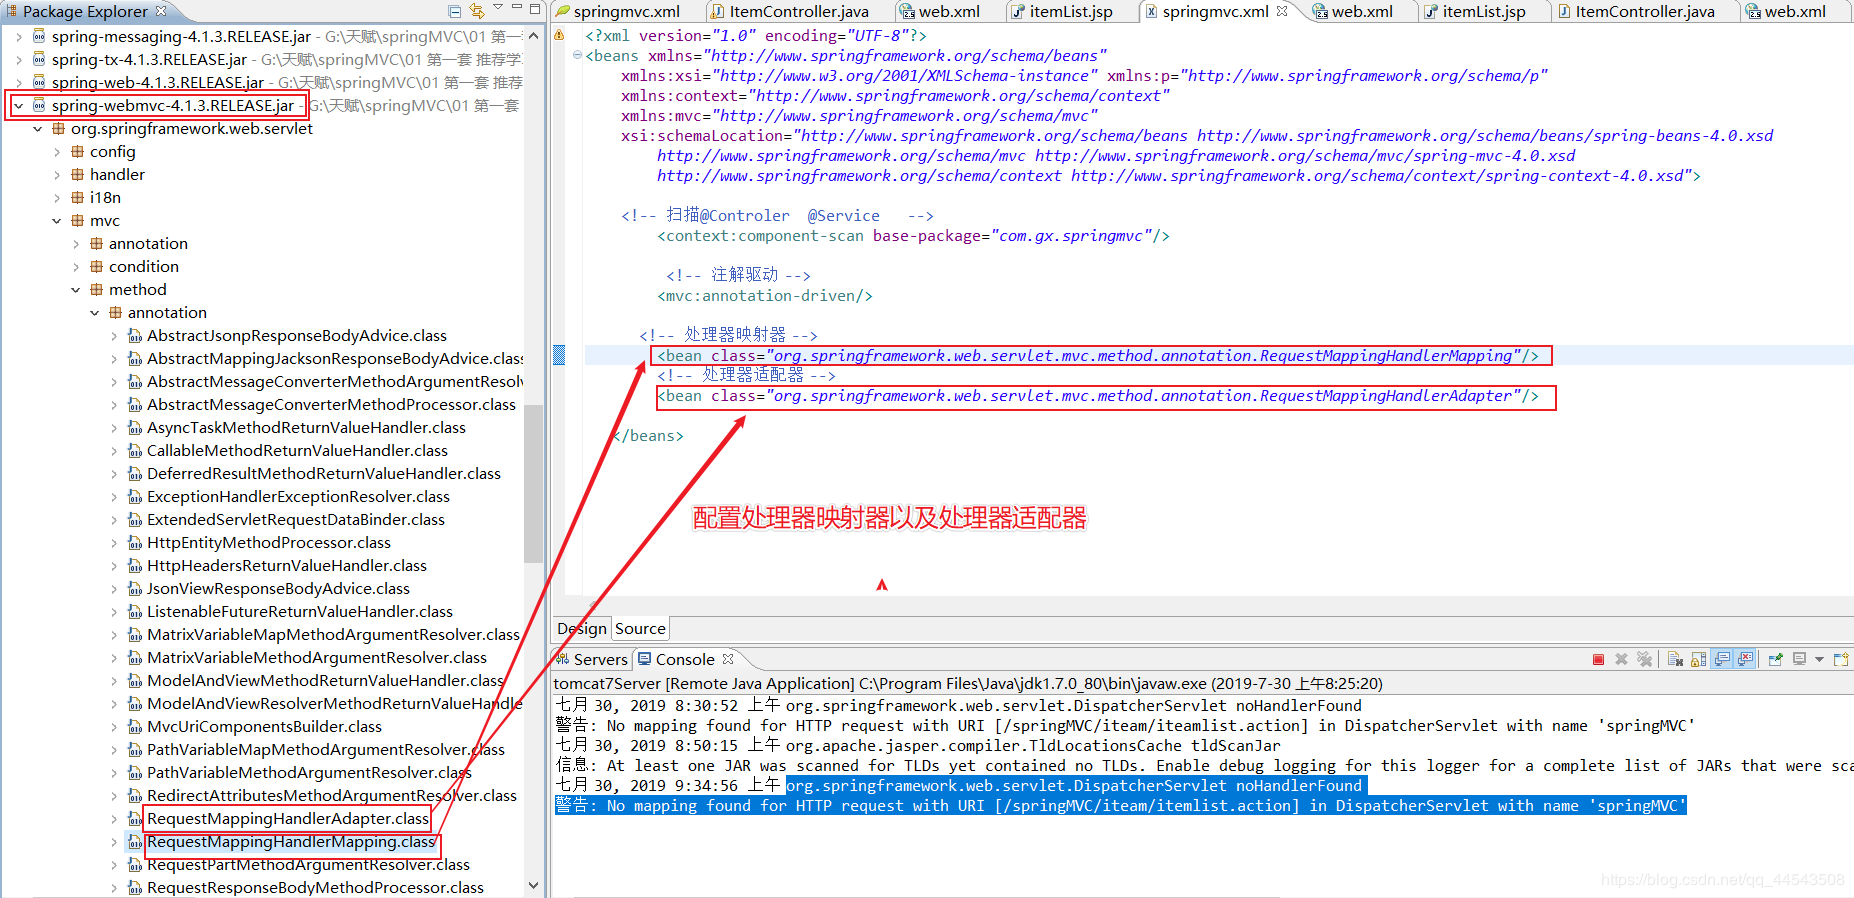 Package Explorer
spring-messaging-4.1.3.RELEASE.jar - G:\天赋\springMVC\01 第一
spring-tx-4.1.3.RELEASE.jar - G:\天赋\springMVC\01 第一套 推荐学
spring-web-4.1.3.RELEASE.jar - G:\天赋\springMVC\01 第一套 推荐
spring-webmvc-4.1.3.RELEASE.jar - G:\天赋\springMVC\01 第一套
org.springframework.web.servlet
config
handler
i18n
mvc
annotation
condition
method
annotation
AbstractJsonpResponseBodyAdvice.class
AbstractMappingJacksonResponseBodyAdvice.class
AbstractMessageConverterMethodArgumentResolv
AbstractMessageConverterMethodProcessor.class
AsyncTaskMethodReturnValueHandler.class
CallableMethodReturnValueHandler.class
DeferredResultMethodReturnValueHandler.class
ExceptionHandlerExceptionResolver.class
ExtendedServletRequestDataBinder.class
HttpEntityMethodProcessor.class
HttpHeadersReturnValueHandler.class
JsonViewResponseBodyAdvice.class
ListenableFutureReturnValueHandler.class
MatrixVariableMapMethodArgumentResolver.class
MatrixVariableMethodArgumentResolver.class
ModelAndViewMethodReturnValueHandler.class
ModelAndViewResolverMethodReturnValueHandle
MvcUriComponentsBuilder.class
PathVariableMapMethodArgumentResolver.class
PathVariableMethodArgumentResolver.class
RedirectAttributesMethodArgumentResolver.class
RequestMappingHandlerAdapter.class
RequestMappingHandlerMapping.class
RequestPartMethodArgumentResolver.class
RequestResponseBodyMethodProcessor.class
springmvc.xml ItemController.java web.xml itemList.jsp springmvc.xml web.xml itemList.jsp ItemController.java web.xml
<?xml version="1.0" encoding="UTF-8"?>
<beans xmlns="http://www.springframework.org/schema/beans"
xmlns:xsi="http://www.w3.org/2001/XMLSchema-instance" xmlns:p="http://www.springframework.org/schema/p"
xmlns:context="http://www.springframework.org/schema/context"
xmlns:mvc="http://www.springframework.org/schema/mvc"
xsi:schemaLocation="http://www.springframework.org/schema/beans http://www.springframework.org/schema/beans/spring-beans-4.0.xsd
http://www.springframework.org/schema/mvc http://www.springframework.org/schema/mvc/spring-mvc-4.0.xsd
http://www.springframework.org/schema/context http://www.springframework.org/schema/context/spring-context-4.0.xsd">
<!-- 扫描@Controler @Service -->
<context:component-scan base-package="com.gx.springmvc"/>
<!-- 注解驱动 -->
<mvc:annotation-driven/>
<!-- 处理器映射器 -->
<bean class="org.springframework.web.servlet.mvc.method.annotation.RequestMappingHandlerMapping"/>
<!-- 处理器适配器 -->
<bean class="org.springframework.web.servlet.mvc.method.annotation.RequestMappingHandlerAdapter"/>
</beans>
配置处理器映射器以及处理器适配器
Design Source
Servers Console
tomcat7Server [Remote Java Application] C:\Program Files\Java\jdk1.7.0_80\bin\javaw.exe (2019-7-30 上午8:25:20)
七月 30, 2019 8:30:52 上午 org.springframework.web.servlet.DispatcherServlet noHandlerFound
警告: No mapping found for HTTP request with URI [/springMVC/iteam/iteamlist.action] in DispatcherServlet with name 'springMVC'
七月 30, 2019 8:50:15 上午 org.apache.jasper.compiler.TldLocationsCache tldScanJar
信息: At least one JAR was scanned for TLDs yet contained no TLDs. Enable debug logging for this logger for a complete list of JARs that were sca
七月 30, 2019 9:34:56 上午 org.springframework.web.servlet.DispatcherServlet noHandlerFound
警告: No mapping found for HTTP request with URI [/springMVC/iteam/itemlist.action] in DispatcherServlet with name 'springMVC'
https://blog.csdn.net/qq_44543508